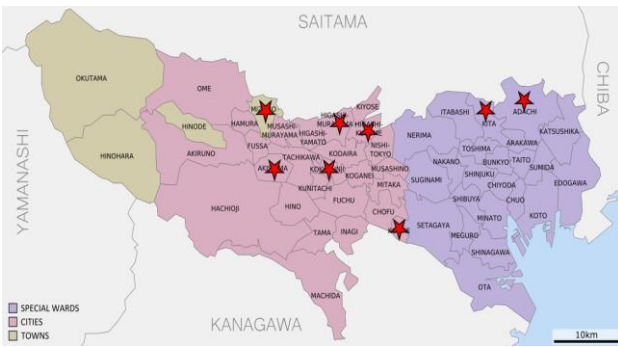 SAITAMA
CHIBA
YAMANASHI
KANAGAWA
OKUTAMA
OME
HINODE
HINOHARA
AKIRUNO
HAMURA
FUSSA
MUSASHI-
MURAYAMA
HIGASHI-
YAMATO
HIGASHI-
KIYOSE
TACHIKAWA
KODAIRA
NISHI-
TOKYO
KOGANEI
MUSASHINO
MITAKA
KUNITACHI
HACHIOJI
HINO
FUCHU
CHOFU
TAMA
INAGI
MACHIDA
ITABASHI
KITA
ADACHI
NERIMA
TOSHIMA
ARAKAWA
KATSUSHIKA
NAKANO
BUNKYO
TAITO
SUGINAMI
SHINJUKU
SUMIDA
CHIYODA
EDOGAWA
SHIBUYA
CHUO
SETAGAYA
MINATO
KOTO
MEGURO
SHINAGAWA
OTA
SPECIAL WARDS
CITIES
TOWNS
10km